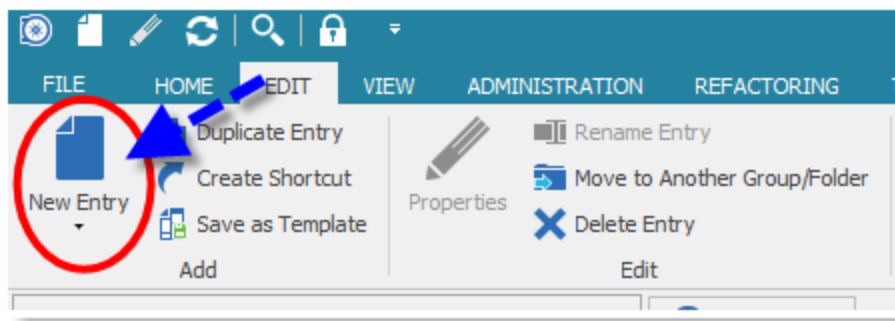 FILE HOME EDIT VIEW ADMINISTRATION REFACTORING
New Entry
Duplicate Entry
Create Shortcut
Save as Template
Add
Properties
Rename Entry
Move to Another Group/Folder
Delete Entry
Edit